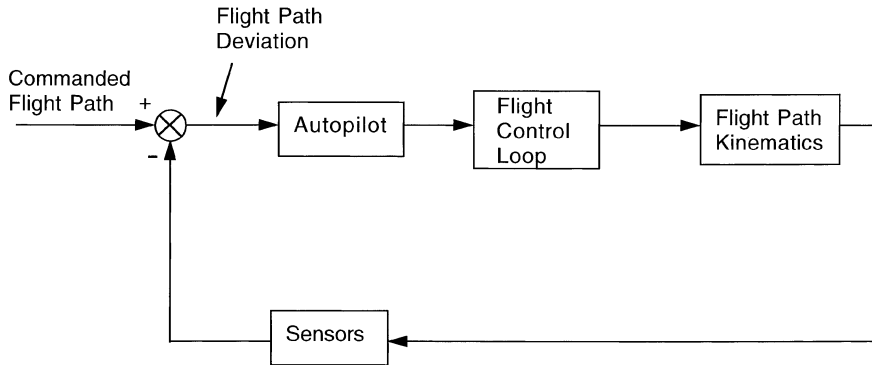 Flight Path
Deviation
Commanded
Flight Path
+
-
Autopilot
Flight
Control
Loop
Flight Path
Kinematics
Sensors